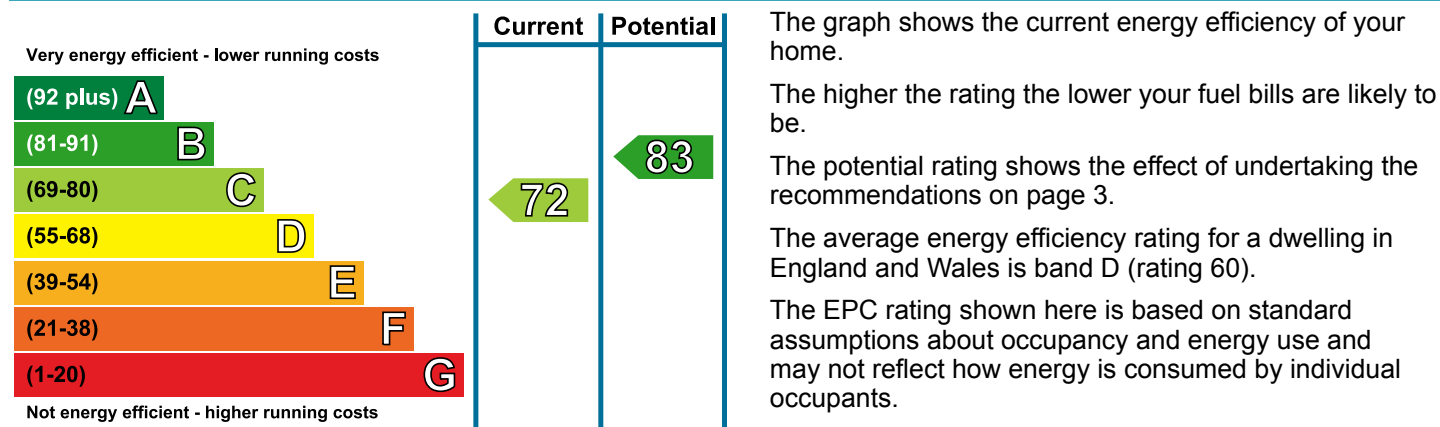 Current Potential
Very energy efficient - lower running costs
(92 plus) A
(81-91) B
(69-80) C
(55-68) D
(39-54) E
(21-38) F
(1-20) G
Not energy efficient - higher running costs
72
83
The graph shows the current energy efficiency of your
home.
The higher the rating the lower your fuel bills are likely to
be.
The potential rating shows the effect of undertaking the
recommendations on page 3.
The average energy efficiency rating for a dwelling in
England and Wales is band D (rating 60).
The EPC rating shown here is based on standard
assumptions about occupancy and energy use and
may not reflect how energy is consumed by individual
occupants.